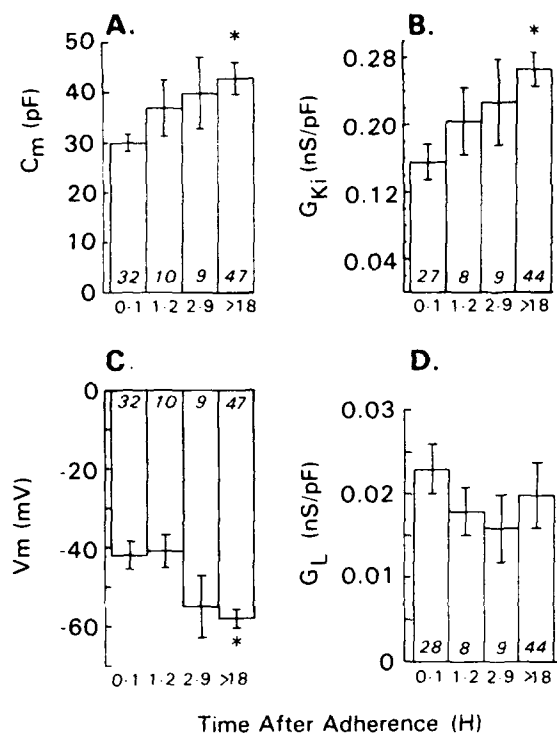 A.
*
50
40
30
20
10
0
Cm (pF)
32 10 9 47
0·1 1·2 2·9 >18
B.
*
0.28
0.20
0.12
0.04
GKi (nS/pF)
27 8 9 44
0·1 1·2 2·9 >18
C.
0
-20
-40
-60
Vm (mV)
32 10 9 47
*
0·1 1·2 2·9 >18
D.
0.03
0.02
0.01
0
GL (nS/pF)
28 8 9 44
0·1 1·2 2·9 >18
Time After Adherence (H)